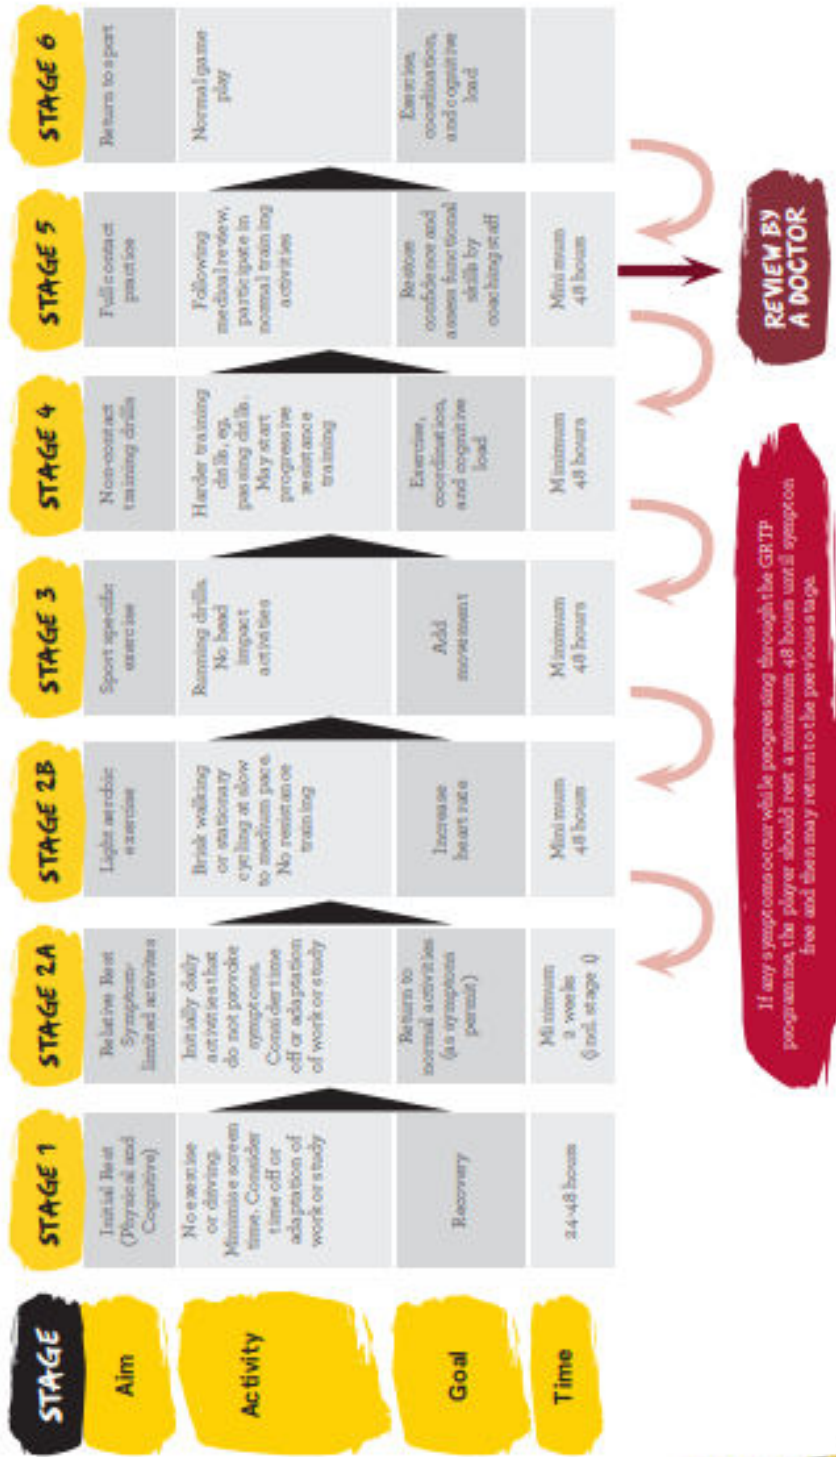 STAGE
Aim
Activity
Goal
Time
STAGE 1
Initial Rest
(Physical and
Cognitive)
No exercise
or driving.
Minimise screen
time. Consider
time off or
adaptation of
work or study
Recovery
24-48 hours
STAGE 2A
Relative Rest
Symptom-
limited activites
Initially daily
activities that
do not provoke
symptoms.
Consider time
off or adaptation
of work or study
Return to
normal activities
(as symptom
permit)
Minimum
2 weeks
(incl. stage 1)
STAGE 2B
Light aerobic
exercise
Brisk walking
or stationary
cycling at slow
to medium pace.
No resistance
training
Increase
heart rate
Minimum
48 hours
STAGE 3
Sport specific
exercise
Running drills.
No head
impact
activities
Add
movement
Minimum
48 hours
STAGE 4
Non-contact
training drills
Harder training
drills, eg,
passing drills.
May start
progressive
resistance
training
Exercise,
coordination,
and cognitive
load
Minimum
48 hours
STAGE 5
Full contact
practice
Following
medical review,
participate in
normal training
activities
Restore
confidence and
assess functional
skills by
coaching staff
Minimum
48 hours
STAGE 6
Return to sport
Normal game
play
Exercise,
coordination,
and cognitive
load
If any symptoms occur while progressing through the GRTP
programme, the player should rest a minimum 48 hours until symptom
free and then may return to the previous stage.
REVIEW BY
A DOCTOR